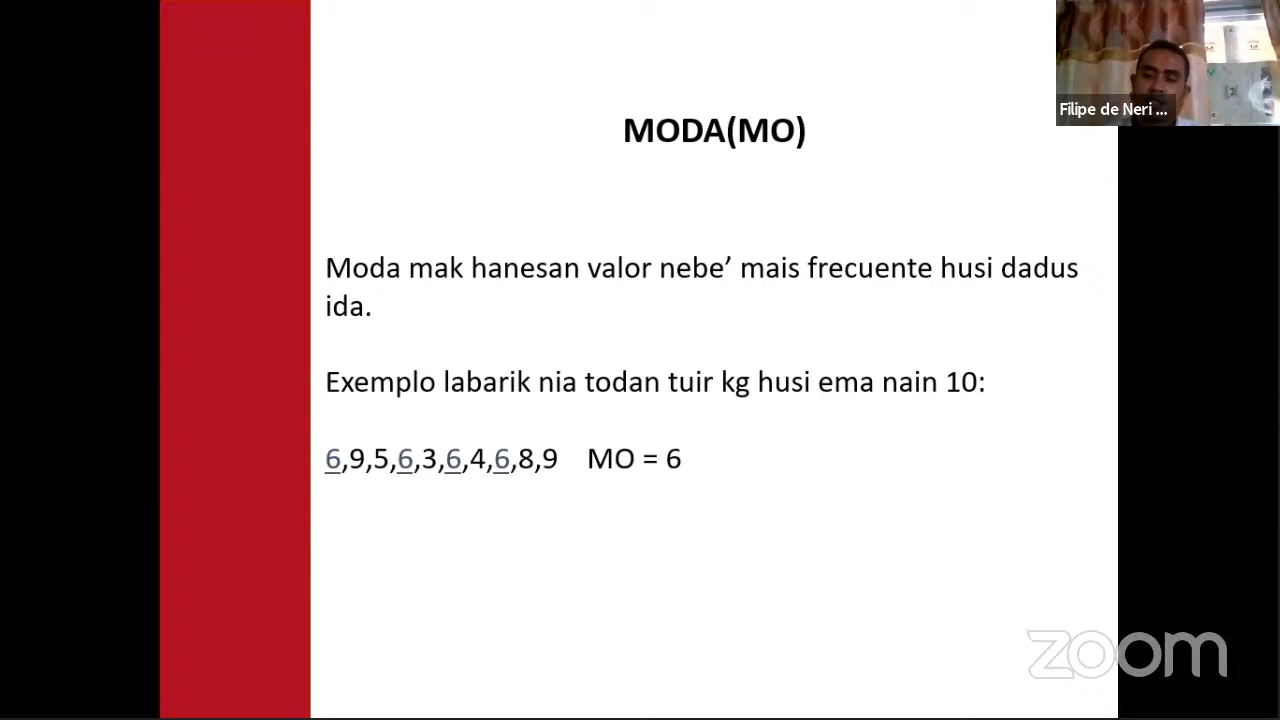 Filipe de Neri ...
MODA(MO)
Moda mak hanesan valor nebe’ mais frecuente husi dadus
ida.
Exemplo labarik nia todan tuir kg husi ema nain 10:
6,9,5,6,3,6,4,6,8,9 MO = 6
zoom